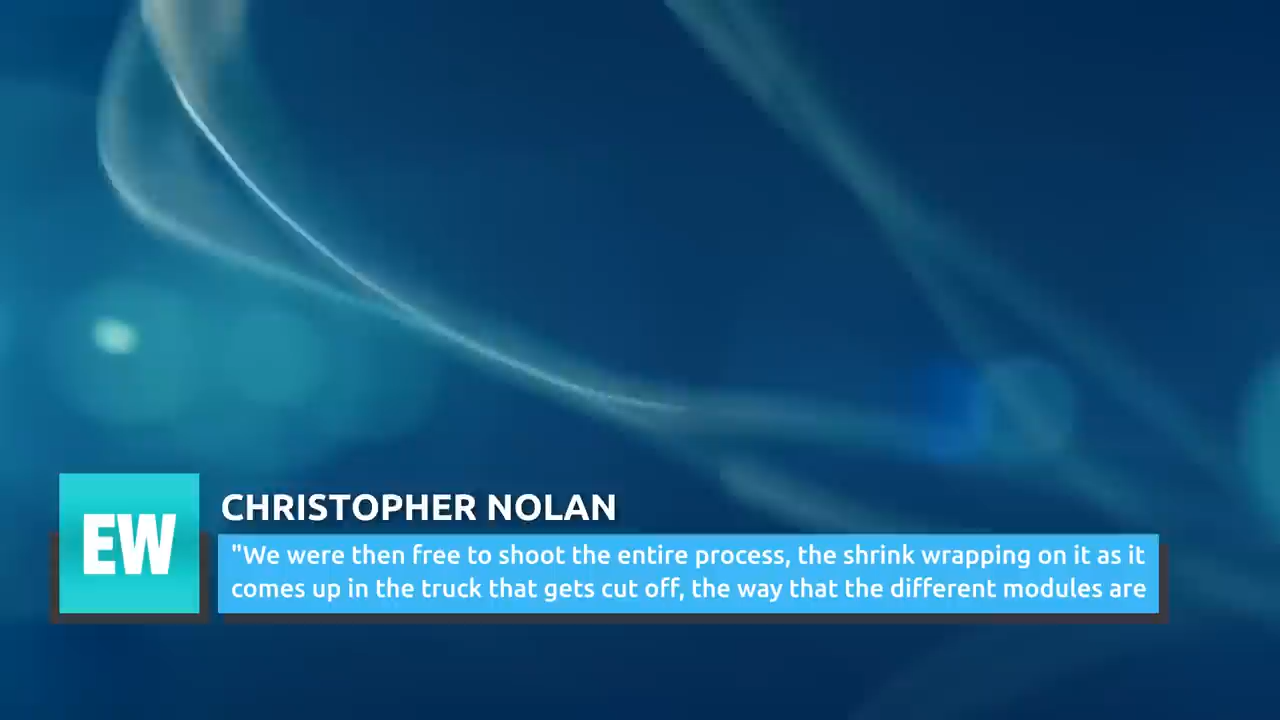 EW
CHRISTOPHER NOLAN
"We were then free to shoot the entire process, the shrink wrapping on it as it
comes up in the truck that gets cut off, the way that the different modules are